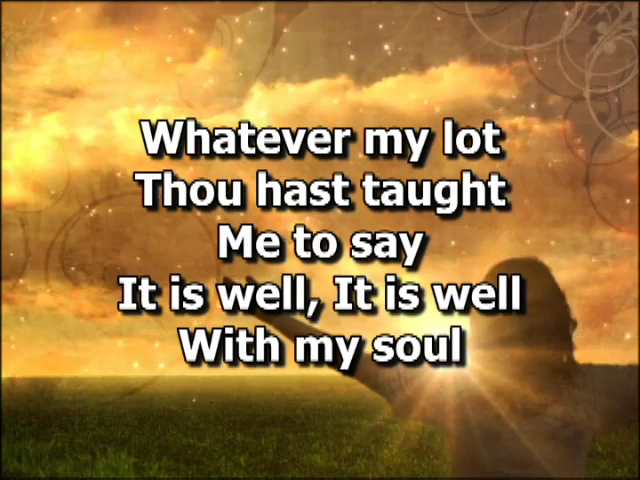 Whatever my lot
Thou hast taught
Me to say
It is well, It is well
With my soul